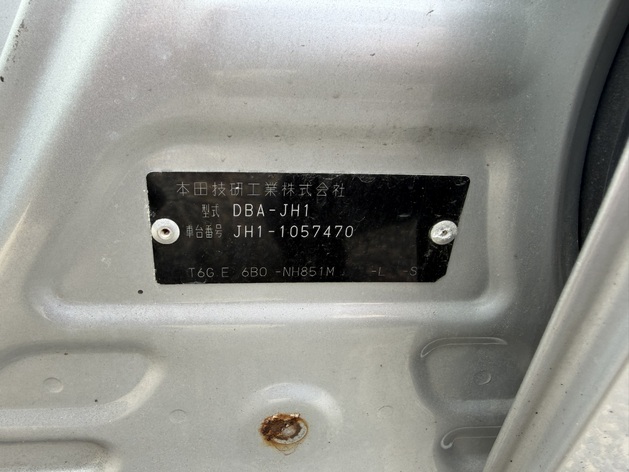 本田技研工業株式会社
型式 DBA-JH1
車台番号 JH1-1057470
T6G E 6B0 -NH851M -L -S